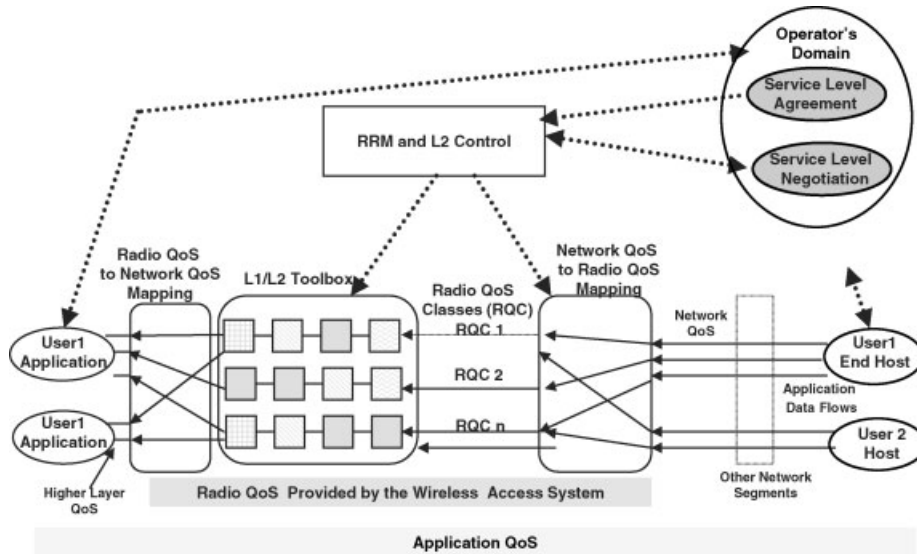 Operator's
Domain
Service Level
Agreement
Service Level
Negotiation
RRM and L2 Control
Radio QoS
to Network QoS
Mapping
L1/L2 Toolbox
Radio QoS
Classes (RQC)
RQC 1
RQC 2
RQC n
Network QoS
to Radio QoS
Mapping
Network
QoS
User1
Application
User1
Application
User1
End Host
Application
Data Flows
User 2
Host
Higher Layer
QoS
Other Network
Segments
Radio QoS Provided by the Wireless Access System
Application QoS